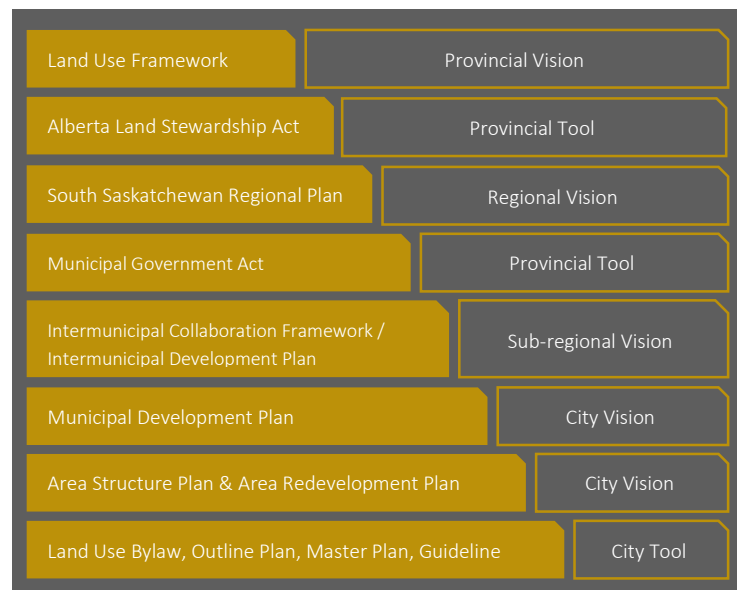 Land Use Framework
Provincial Vision
Alberta Land Stewardship Act
Provincial Tool
South Saskatchewan Regional Plan
Regional Vision
Municipal Government Act
Provincial Tool
Intermunicipal Collaboration Framework /
Intermunicipal Development Plan
Sub-regional Vision
Municipal Development Plan
City Vision
Area Structure Plan & Area Redevelopment Plan
City Vision
Land Use Bylaw, Outline Plan, Master Plan, Guideline
City Tool